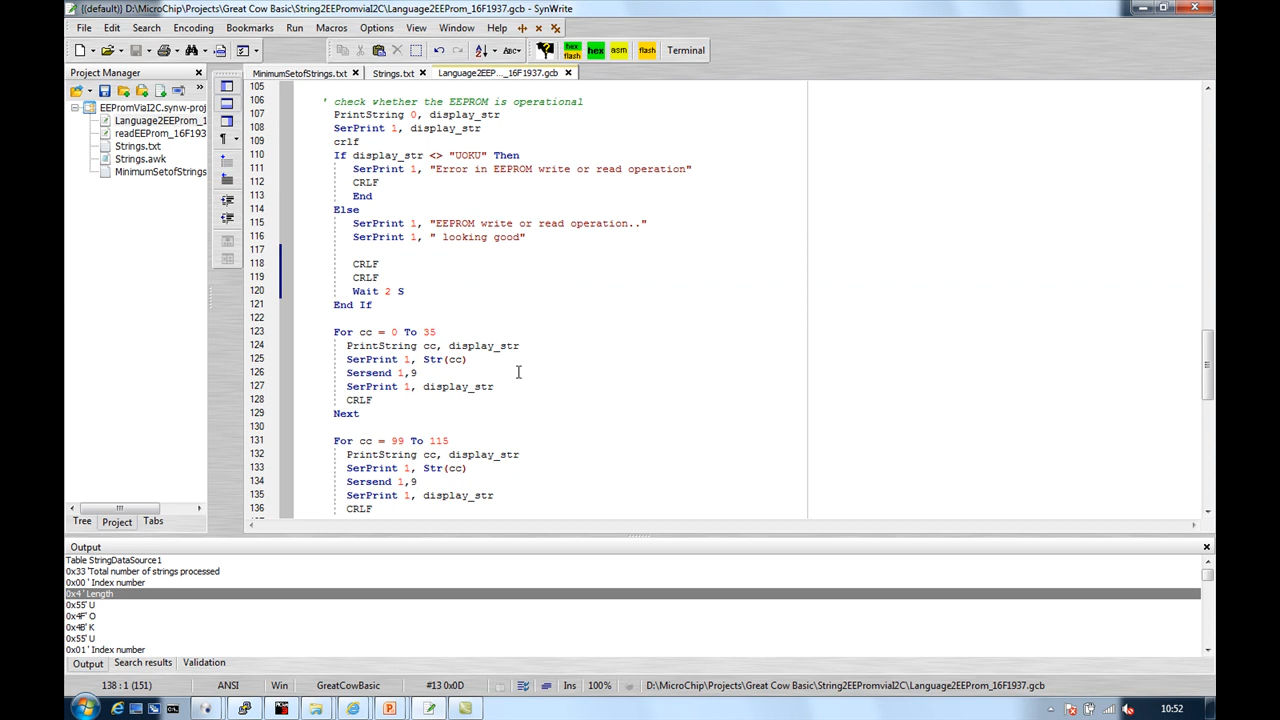 {(default)} D:\MicroChip\Projects\Great Cow Basic\String2EEPromviaI2C\Language2EEProm_16F1937.gcb - SynWrite
File Edit Search Encoding Bookmarks Run Macros Options View Window Help
hex flash hex asm flash Terminal
Project Manager
MinimumSetofStrings.txt Strings.txt Language2EEP..._16F1937.gcb
EEPromViaI2C.synw-proj
Language2EEProm_1
readEEProm_16F193
Strings.txt
Strings.awk
MinimumSetofStrings
105
106 ' check whether the EEPROM is operational
107 PrintString 0, display_str
108 SerPrint 1, display_str
109 crlf
110 If display_str <> "UOKU" Then
111 SerPrint 1, "Error in EEPROM write or read operation"
112 CRLF
113 End
114 Else
115 SerPrint 1, "EEPROM write or read operation.."
116 SerPrint 1, " looking good"
117
118 CRLF
119 CRLF
120 Wait 2 S
121 End If
122
123 For cc = 0 To 35
124 PrintString cc, display_str
125 SerPrint 1, Str(cc)
126 Sersend 1,9
127 SerPrint 1, display_str
128 CRLF
129 Next
130
131 For cc = 99 To 115
132 PrintString cc, display_str
133 SerPrint 1, Str(cc)
134 Sersend 1,9
135 SerPrint 1, display_str
136 CRLF
Tree Project Tabs
Output
Table StringDataSource1
0x33 'Total number of strings processed
0x00 ' Index number
0x4 ' Length
0x55' U
0x4F' O
0x4B' K
0x55' U
0x01 ' Index number
Output Search results Validation
138 : 1 (151) ANSI Win GreatCowBasic #13 0x0D Ins 100% D:\MicroChip\Projects\Great Cow Basic\String2EEPromviaI2C\Language2EEProm_16F1937.gcb
10:52